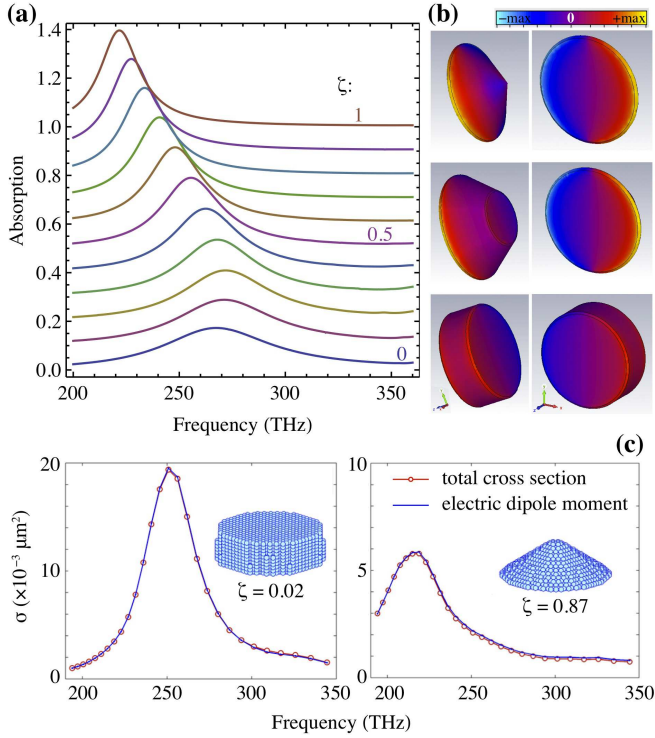 (a)
Absorption
1.4
1.2
1.0
0.8
0.6
0.4
0.2
0.0
ζ:
1
0.5
0
200 250 300 350
Frequency (THz)
(b)
−max 0 +max
(c)
σ (×10⁻³ μm²)
20
10
0
ζ = 0.02
200 250 300 350
10
5
0
total cross section
electric dipole moment
ζ = 0.87
200 250 300 350
Frequency (THz)